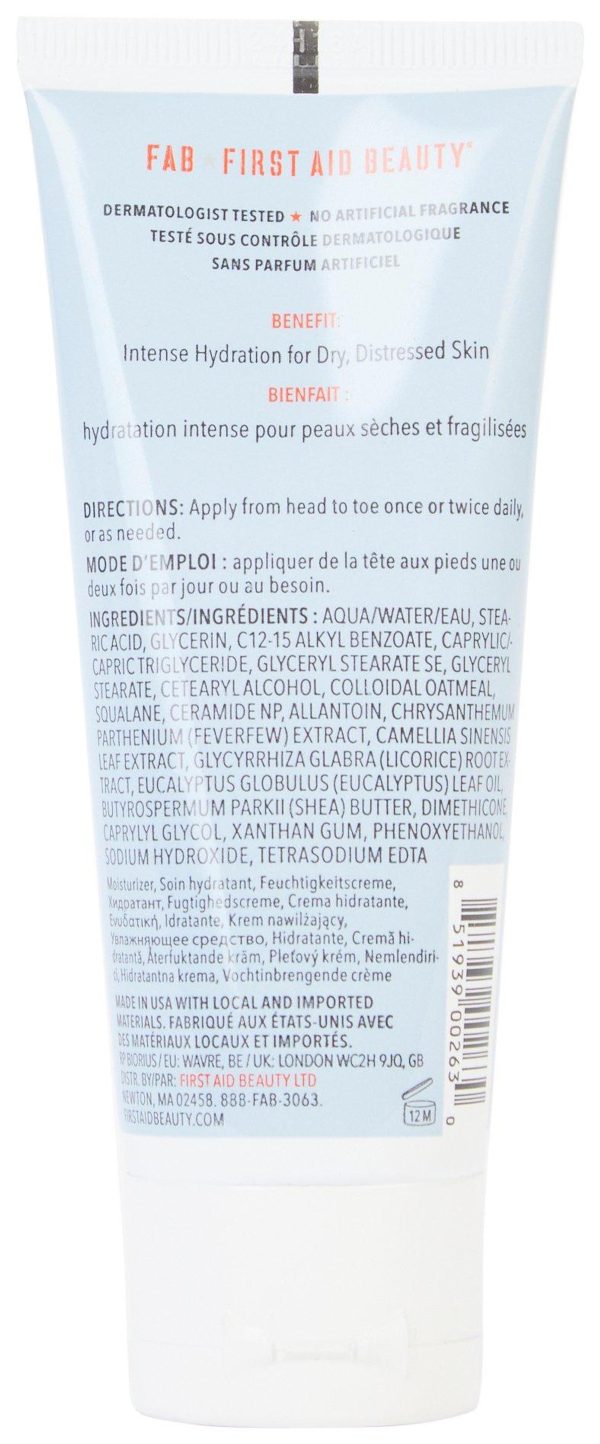 FAB ★ FIRST AID BEAUTY®
DERMATOLOGIST TESTED ★ NO ARTIFICIAL FRAGRANCE
TESTÉ SOUS CONTRÔLE DERMATOLOGIQUE
SANS PARFUM ARTIFICIEL
BENEFIT:
Intense Hydration for Dry, Distressed Skin
BIENFAIT :
hydratation intense pour peaux sèches et fragilisées
DIRECTIONS: Apply from head to toe once or twice daily,
or as needed.
MODE D'EMPLOI : appliquer de la tête aux pieds une ou
deux fois par jour ou au besoin.
INGREDIENTS/INGRÉDIENTS : AQUA/WATER/EAU, STEA-
RIC ACID, GLYCERIN, C12-15 ALKYL BENZOATE, CAPRYLIC/
CAPRIC TRIGLYCERIDE, GLYCERYL STEARATE SE, GLYCERYL
STEARATE, CETEARYL ALCOHOL, COLLOIDAL OATMEAL,
SQUALANE, CERAMIDE NP, ALLANTOIN, CHRYSANTHEMUM
PARTHENIUM (FEVERFEW) EXTRACT, CAMELLIA SINENSIS
LEAF EXTRACT, GLYCYRRHIZA GLABRA (LICORICE) ROOT EX-
TRACT, EUCALYPTUS GLOBULUS (EUCALYPTUS) LEAF OIL,
BUTYROSPERMUM PARKII (SHEA) BUTTER, DIMETHICONE,
CAPRYLYL GLYCOL, XANTHAN GUM, PHENOXYETHANOL,
SODIUM HYDROXIDE, TETRASODIUM EDTA
Moisturizer, Soin hydratant, Feuchtigkeitscreme,
Хидратант, Fugtighedscreme, Crema hidratante,
Ενυδατική, Idratante, Krem nawilżający,
Увлажняющее средство, Hidratante, Cremă hi-
dratantă, Återfuktande kräm, Pleťový krém, Nemlendiri-
ci, Hidratantna krema, Vochtinbrengende crème
MADE IN USA WITH LOCAL AND IMPORTED
MATERIALS. FABRIQUÉ AUX ÉTATS-UNIS AVEC
DES MATÉRIAUX LOCAUX ET IMPORTÉS.
RP BIORIUS / EU: WAVRE, BE / UK: LONDON WC2H 9JQ, GB
DISTR. BY/PAR: FIRST AID BEAUTY LTD
NEWTON, MA 02458. 888-FAB-3063.
FIRSTAIDBEAUTY.COM
12 M
8 51939 00263 0